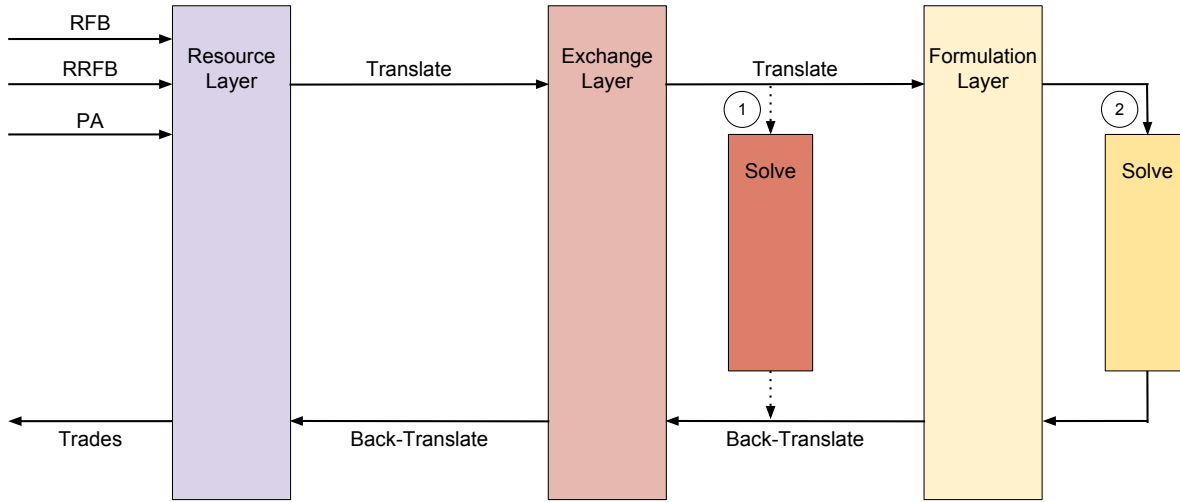 RFB
RRFB
PA
Resource
Layer
Translate
Exchange
Layer
Translate
1
Solve
Formulation
Layer
2
Solve
Trades
Back-Translate
Back-Translate